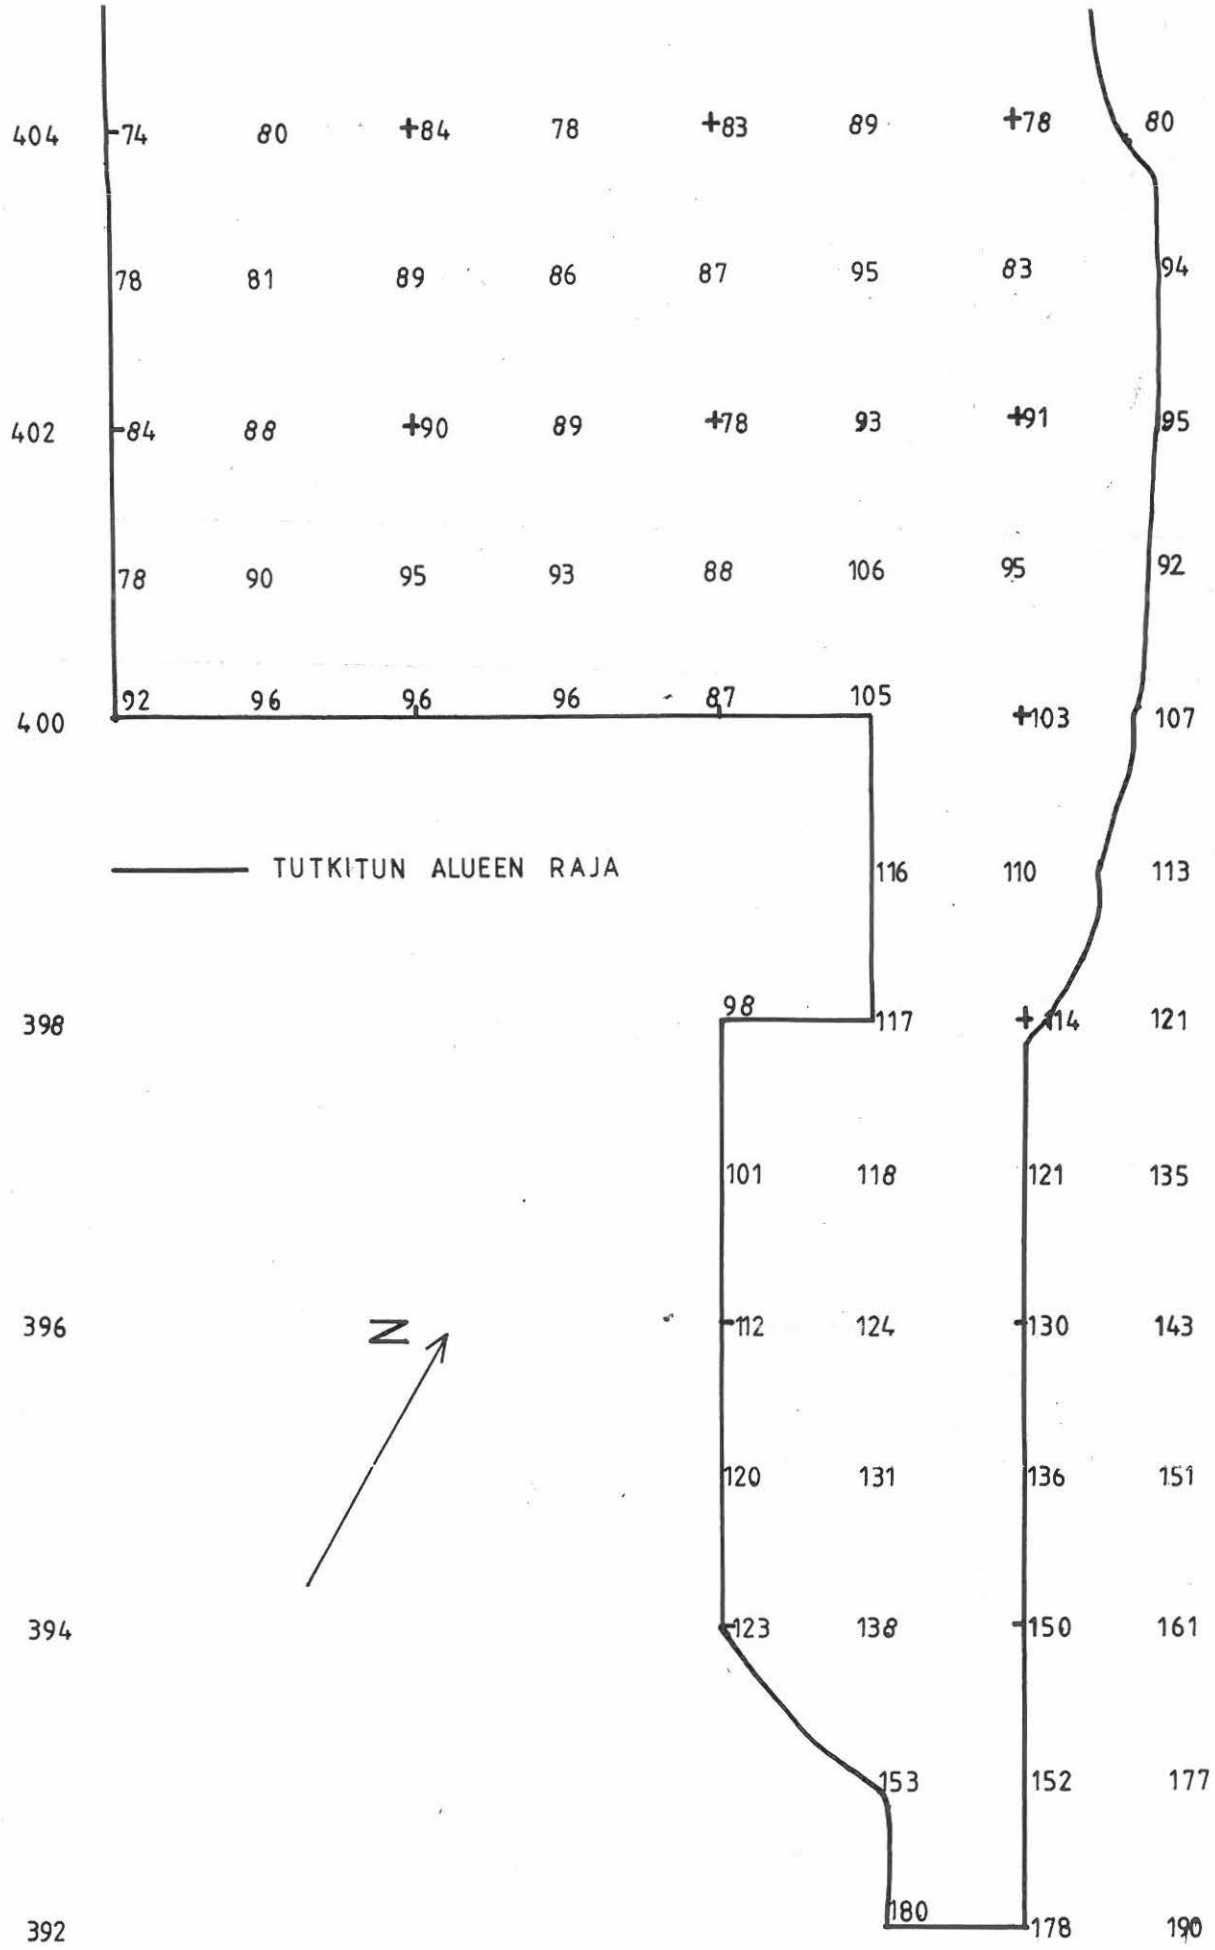 404 74 80 +84 78 +83 89 +78 80
78 81 89 86 87 95 83 94
402 84 88 +90 89 +78 93 +91 95
78 90 95 93 88 106 95 92
400 92 96 96 96 87 105 +103 107
TUTKITUN ALUEEN RAJA 116 110 113
398 98 117 +114 121
101 118 121 135
396 N 112 124 130 143
120 131 136 151
394 123 138 150 161
153 152 177
392 180 178 190